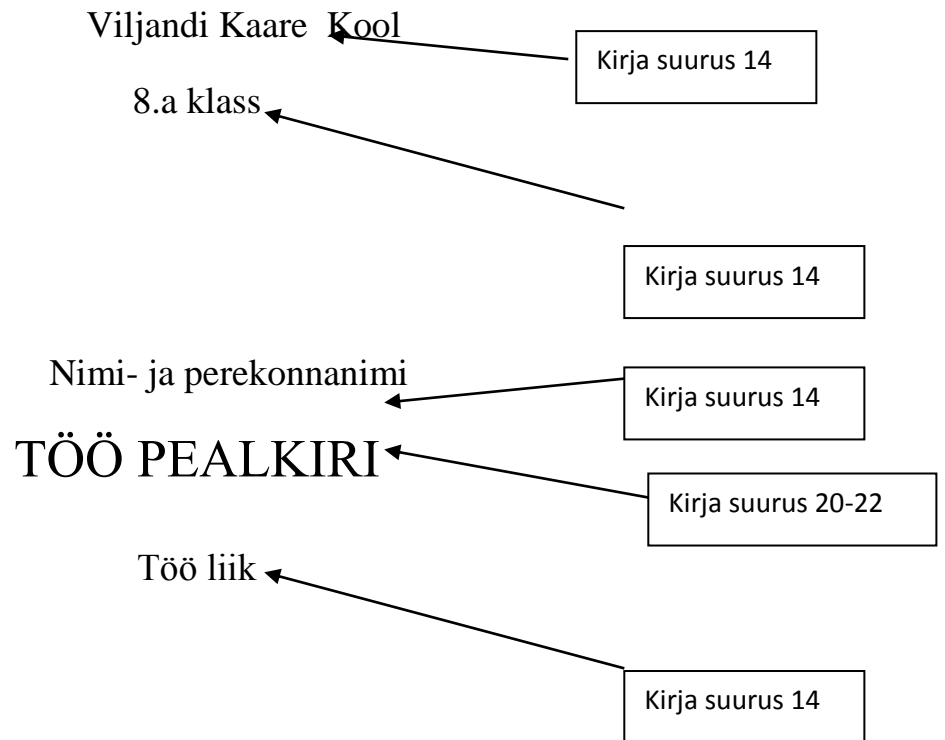 Viljandi Kaare Kool
Kirja suurus 14
8.a klass
Kirja suurus 14
Nimi- ja perekonnanimi
Kirja suurus 14
TÖÖ PEALKIRI
Kirja suurus 20-22
Töö liik
Kirja suurus 14